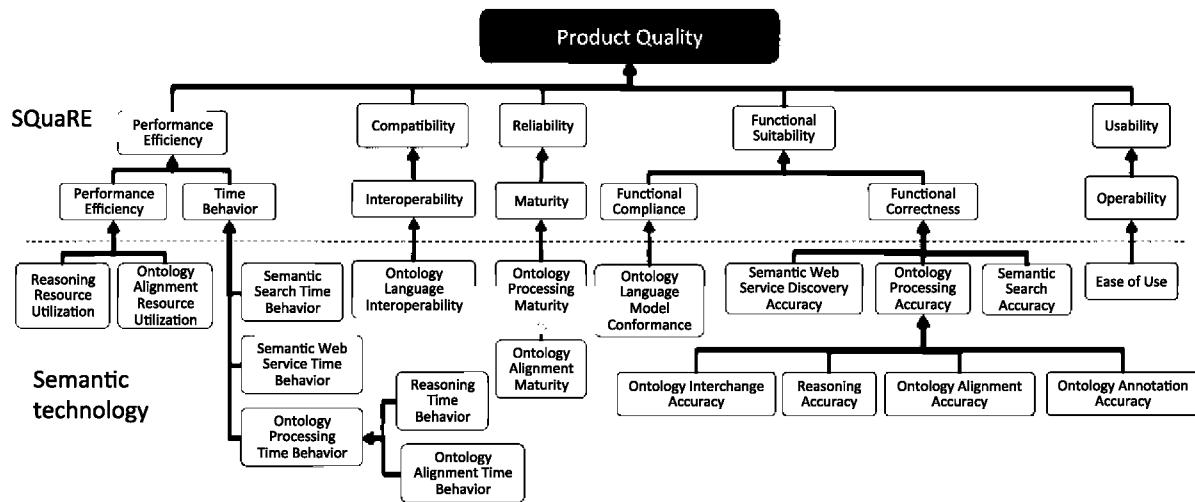 Product Quality
SQuaRE
Performance
Efficiency
Compatibility
Reliability
Functional
Suitability
Usability
Performance
Efficiency
Time
Behavior
Interoperability
Maturity
Functional
Compliance
Functional
Correctness
Operability
Reasoning
Resource
Utilization
Ontology
Alignment
Resource
Utilization
Semantic
Search Time
Behavior
Ontology
Language
Interoperability
Ontology
Processing
Maturity
Ontology
Language
Model
Conformance
Semantic Web
Service Discovery
Accuracy
Ontology
Processing
Accuracy
Semantic
Search
Accuracy
Ease of Use
Semantic Web
Service Time
Behavior
Ontology
Alignment
Maturity
Semantic
technology
Reasoning
Time
Behavior
Ontology Interchange
Accuracy
Reasoning
Accuracy
Ontology Alignment
Accuracy
Ontology Annotation
Accuracy
Ontology
Processing
Time Behavior
Ontology
Alignment Time
Behavior